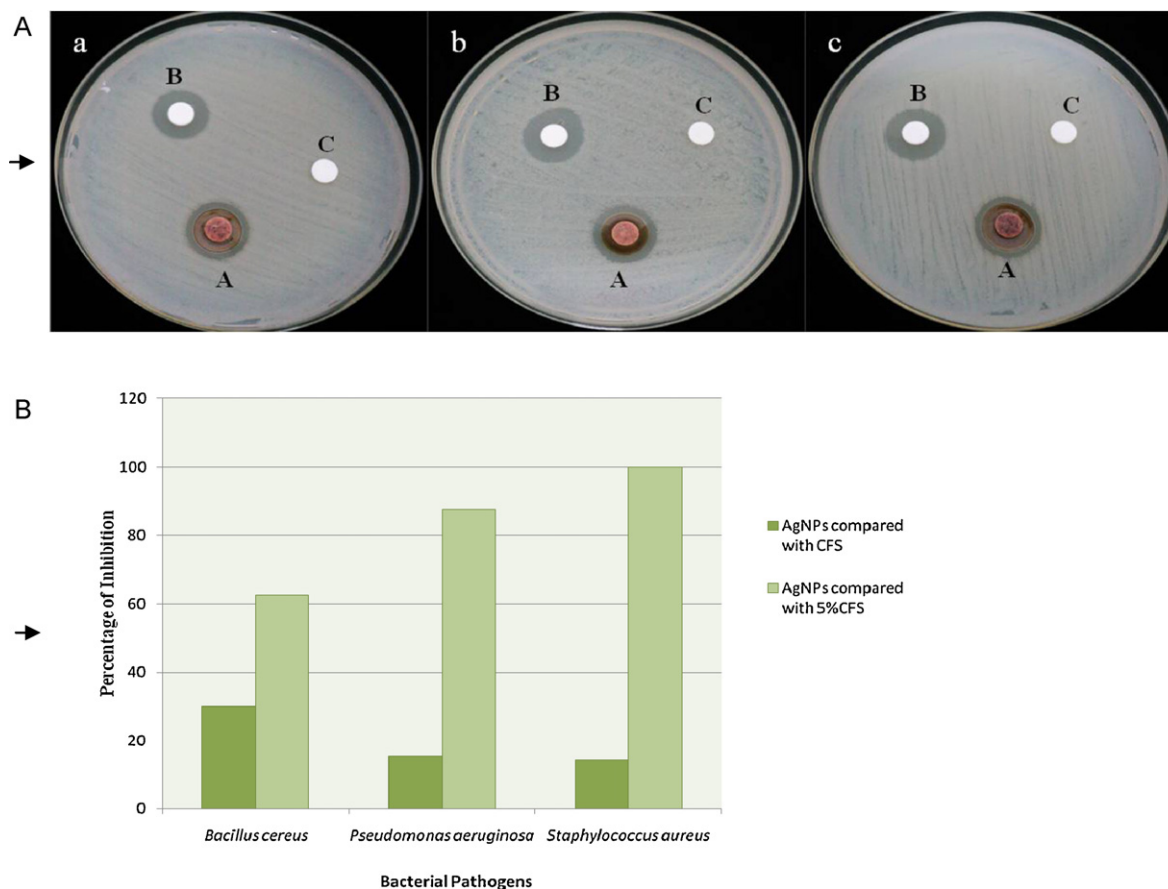 A
a
B
C
A
b
B
C
A
c
B
C
A
B
120
100
80
60
40
20
0
Percentage of Inhibition
Bacillus cereus
Pseudomonas aeruginosa
Staphylococcus aureus
Bacterial Pathogens
AgNPs compared
with CFS
AgNPs compared
with 5%CFS